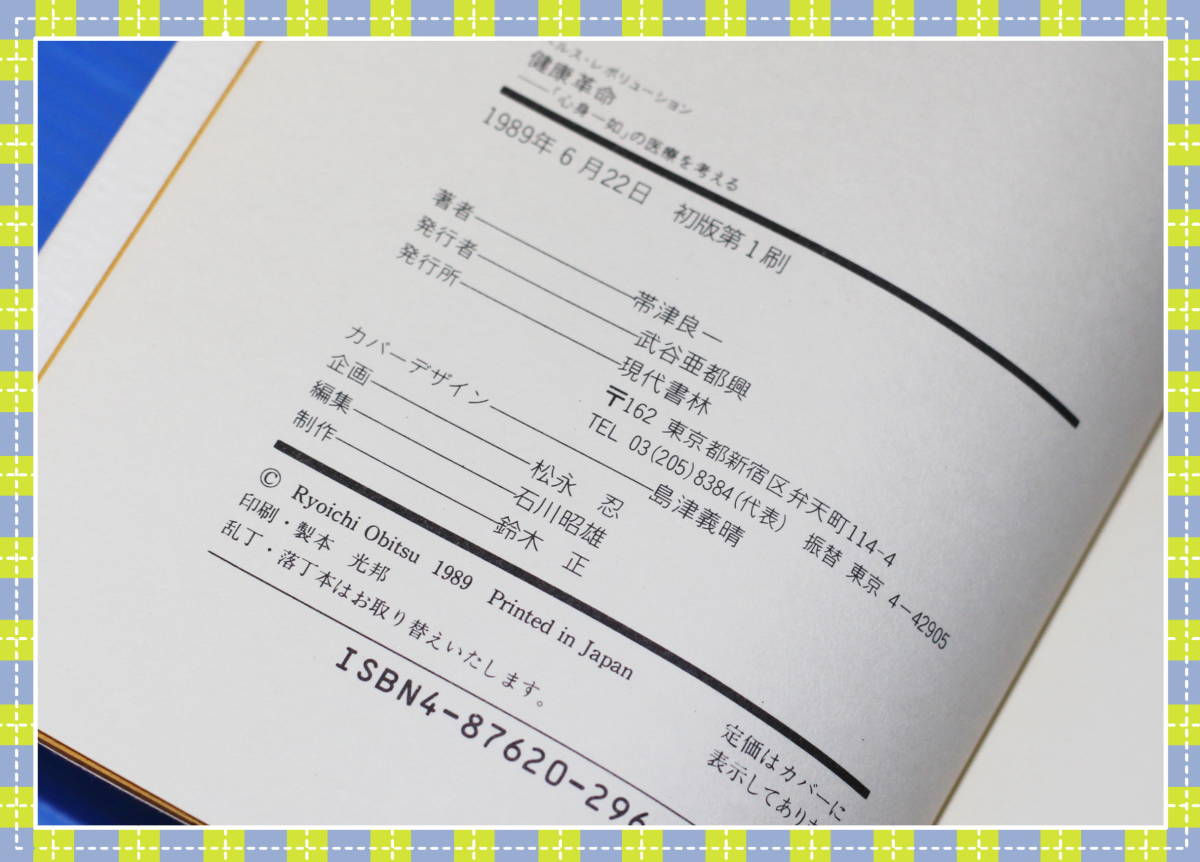 ヘルス・レボリューション
健康革命
——「心身一如」の医療を考える
1989年6月22日 初版第1刷
著者——帯津良一
発行者——武谷亜都興
発行所——現代書林
〒162 東京都新宿区弁天町114-4
TEL 03(205)8384(代表) 振替 東京 4-42905
カバーデザイン——島津義晴
企画——松永 忍
編集——石川昭雄
制作——鈴木 正
© Ryoichi Obitsu 1989 Printed in Japan
印刷・製本 光邦
乱丁・落丁本はお取り替えいたします。
定価はカバーに
表示してあり
ISBN4-87620-296